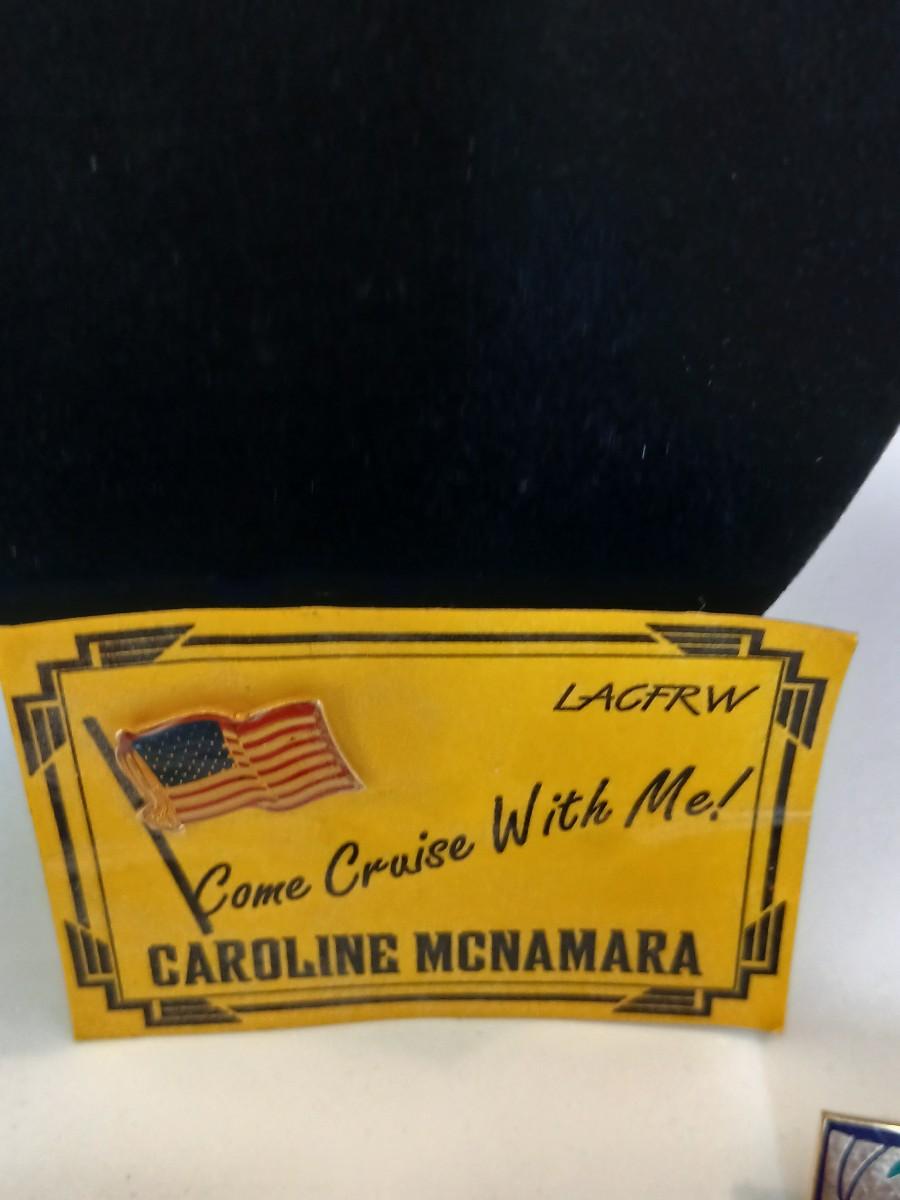 LACFRW
Come Cruise With Me!
CAROLINE MCNAMARA